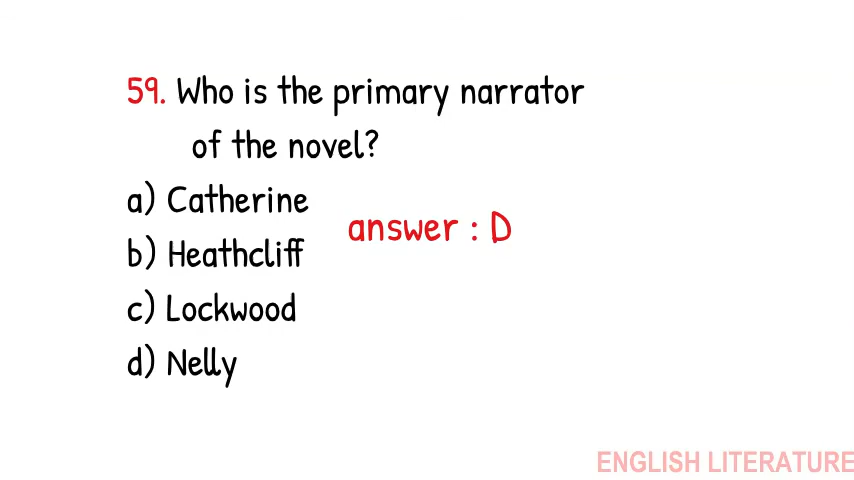 59. Who is the primary narrator
of the novel?
a) Catherine
answer : D
b) Heathcliff
c) Lockwood
d) Nelly
ENGLISH LITERATURE